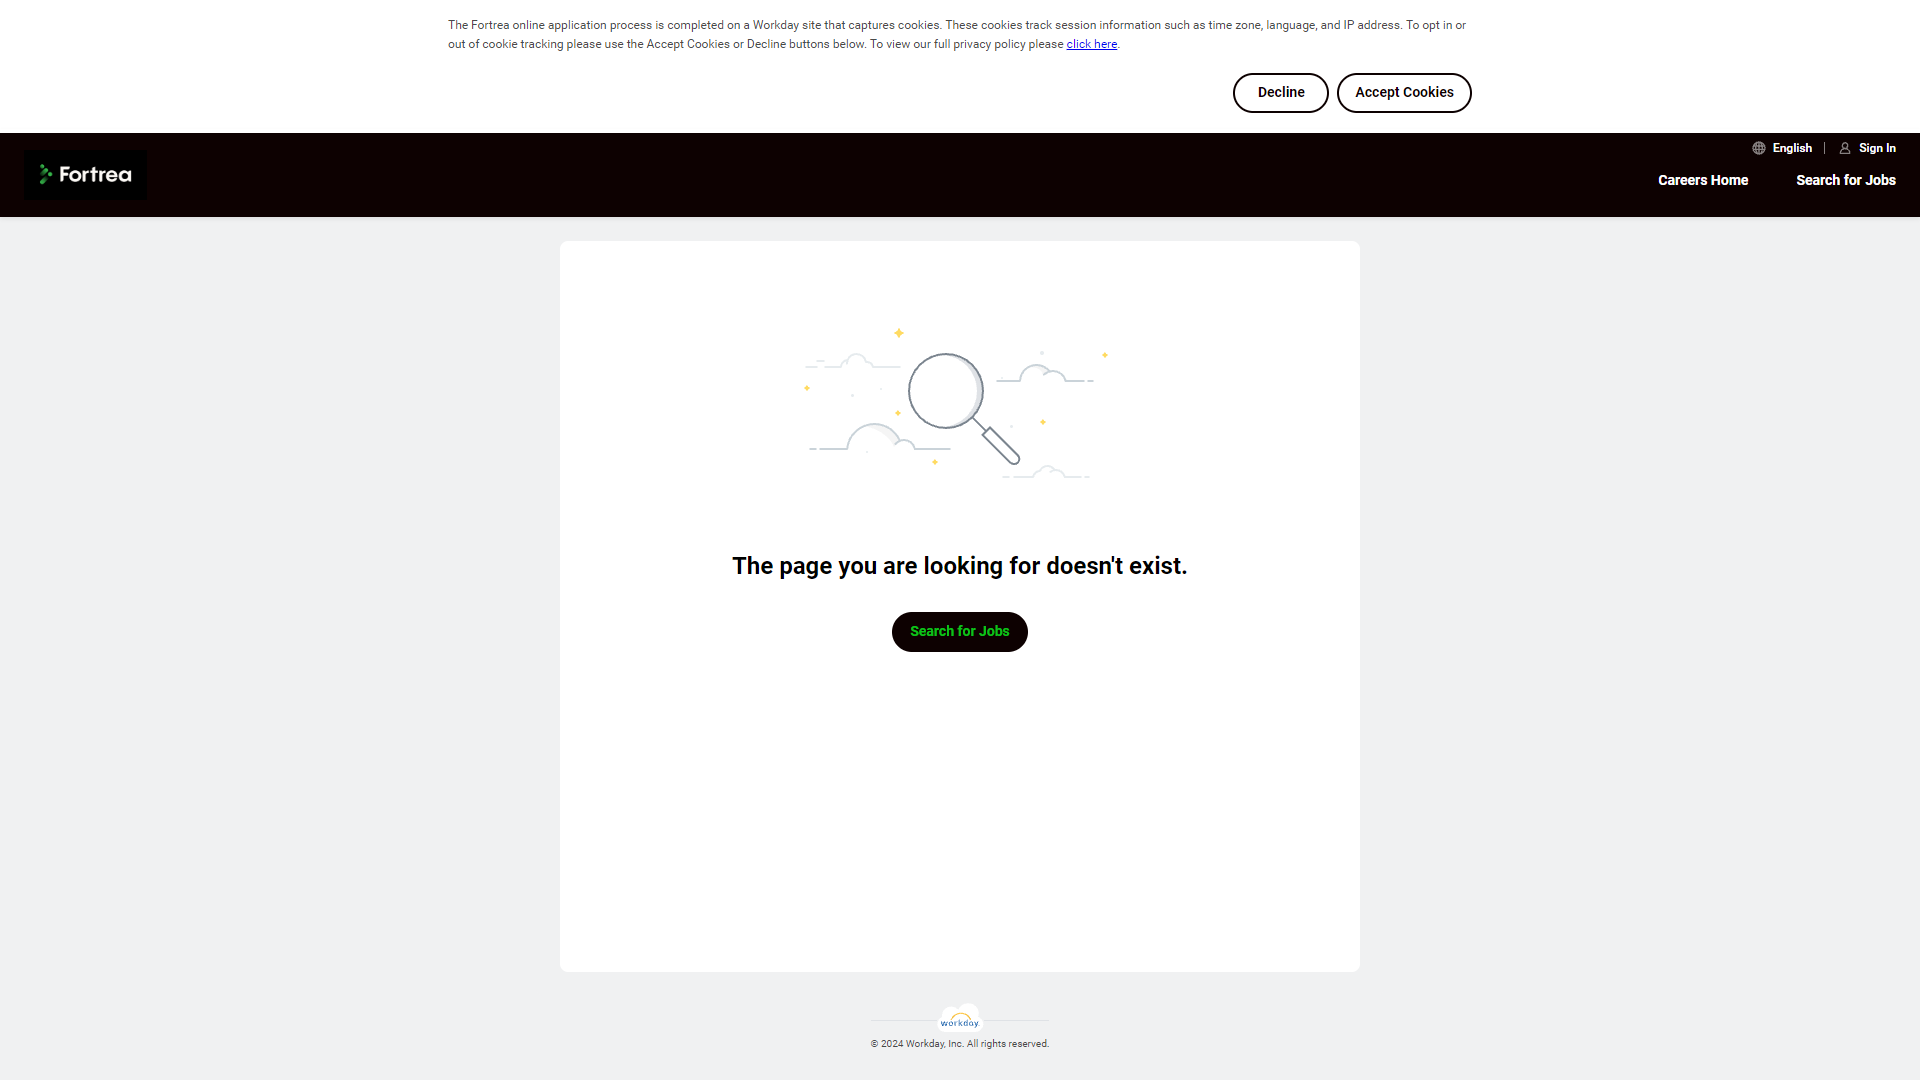 The Fortrea online application process is completed on a Workday site that captures cookies. These cookies track session information such as time zone, language, and IP address. To opt in or
out of cookie tracking please use the Accept Cookies or Decline buttons below. To view our full privacy policy please click here.
Decline
Accept Cookies
Fortrea
English
Sign In
Careers Home
Search for Jobs
The page you are looking for doesn't exist.
Search for Jobs
workday.
© 2024 Workday, Inc. All rights reserved.